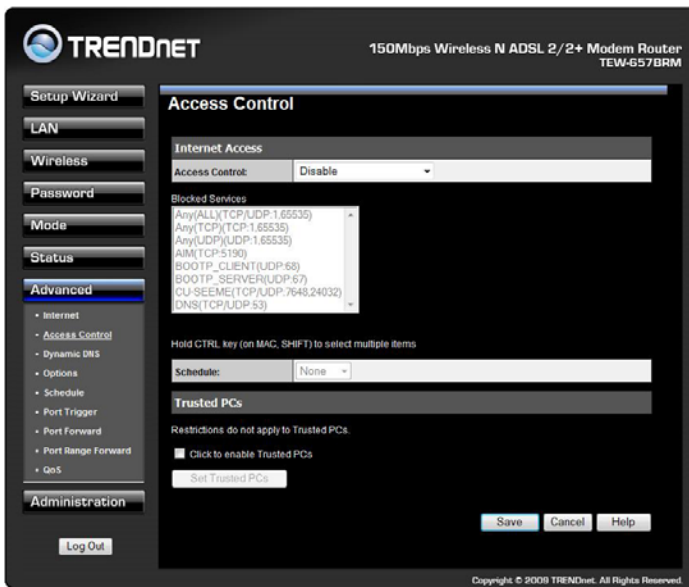 TRENDNET
150Mbps Wireless N ADSL 2/2+ Modem Router
TEW-657BRM
Setup Wizard
LAN
Wireless
Password
Mode
Status
Advanced
• Internet
- Access Control
• Dynamic DNS
• Options
• Schedule
• Port Trigger
• Port Forward
• Port Range Forward
• QoS
Administration
Log Out
Access Control
Internet Access
Access Control: Disable
Blocked Services
Any(ALL)(TCP/UDP:1,65535)
Any(TCP)(TCP:1,65535)
Any(UDP)(UDP:1,65535)
AIM(TCP:5190)
BOOTP_CLIENT(UDP:68)
BOOTP_SERVER(UDP:67)
CU-SEEME(TCP/UDP:7648,24032)
DNS(TCP/UDP:53)
Hold CTRL key (on MAC, SHIFT) to select multiple items
Schedule: None
Trusted PCs
Restrictions do not apply to Trusted PCs.
Click to enable Trusted PCs
Set Trusted PCs
Save Cancel Help
Copyright © 2009 TRENDnet. All Rights Reserved.